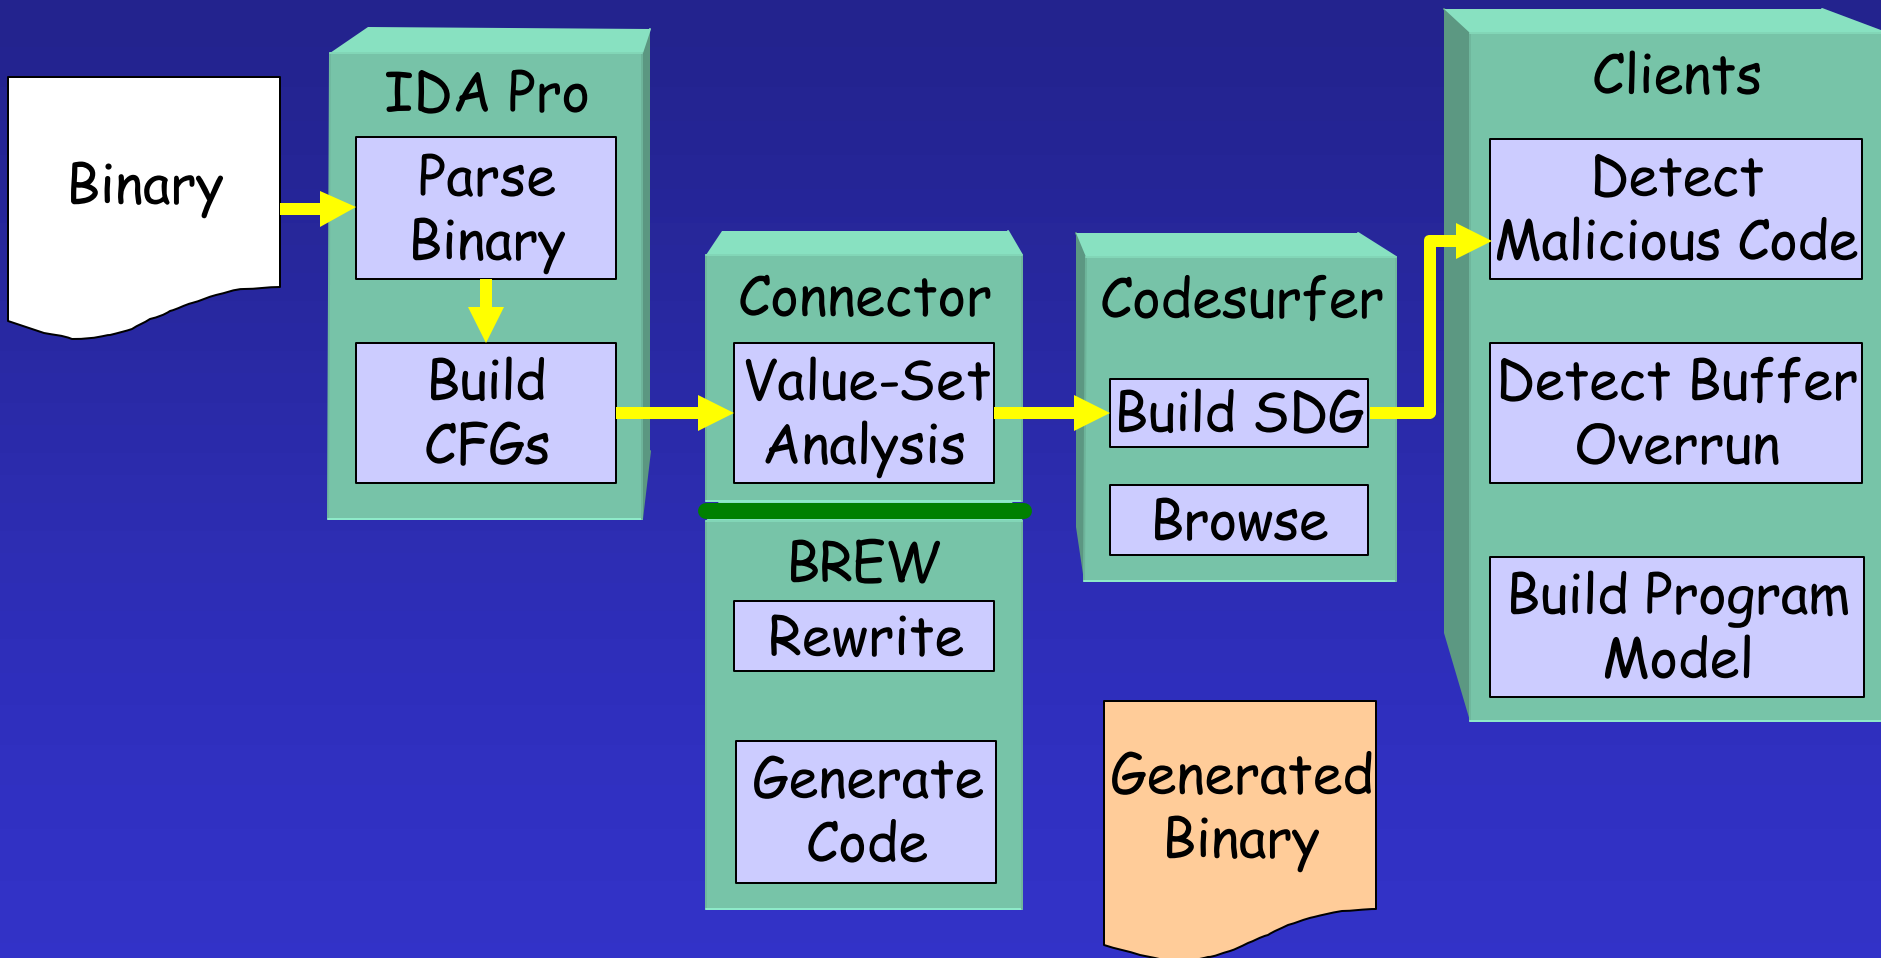 Binary
IDA Pro
Parse
Binary
Build
CFGs
Connector
Value-Set
Analysis
BREW
Rewrite
Generate
Code
Codesurfer
Build SDG
Browse
Generated
Binary
Clients
Detect
Malicious Code
Detect Buffer
Overrun
Build Program
Model